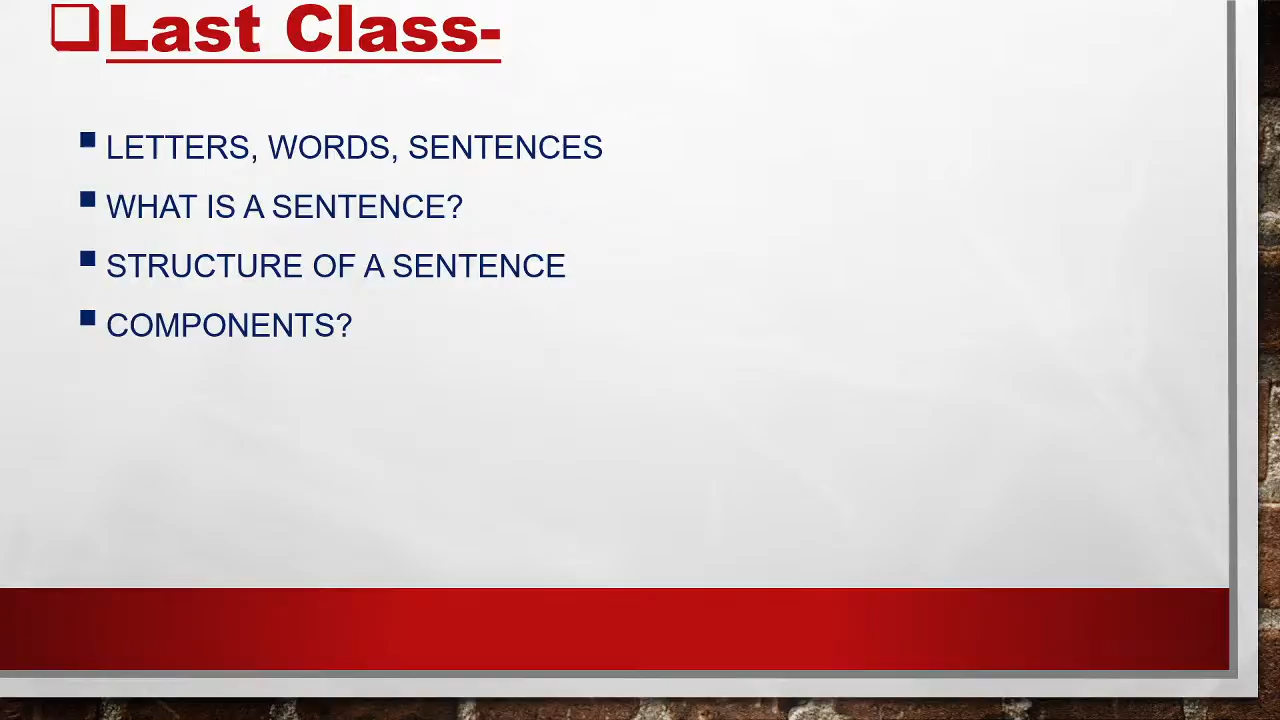 Last Class-
LETTERS, WORDS, SENTENCES
WHAT IS A SENTENCE?
STRUCTURE OF A SENTENCE
COMPONENTS?